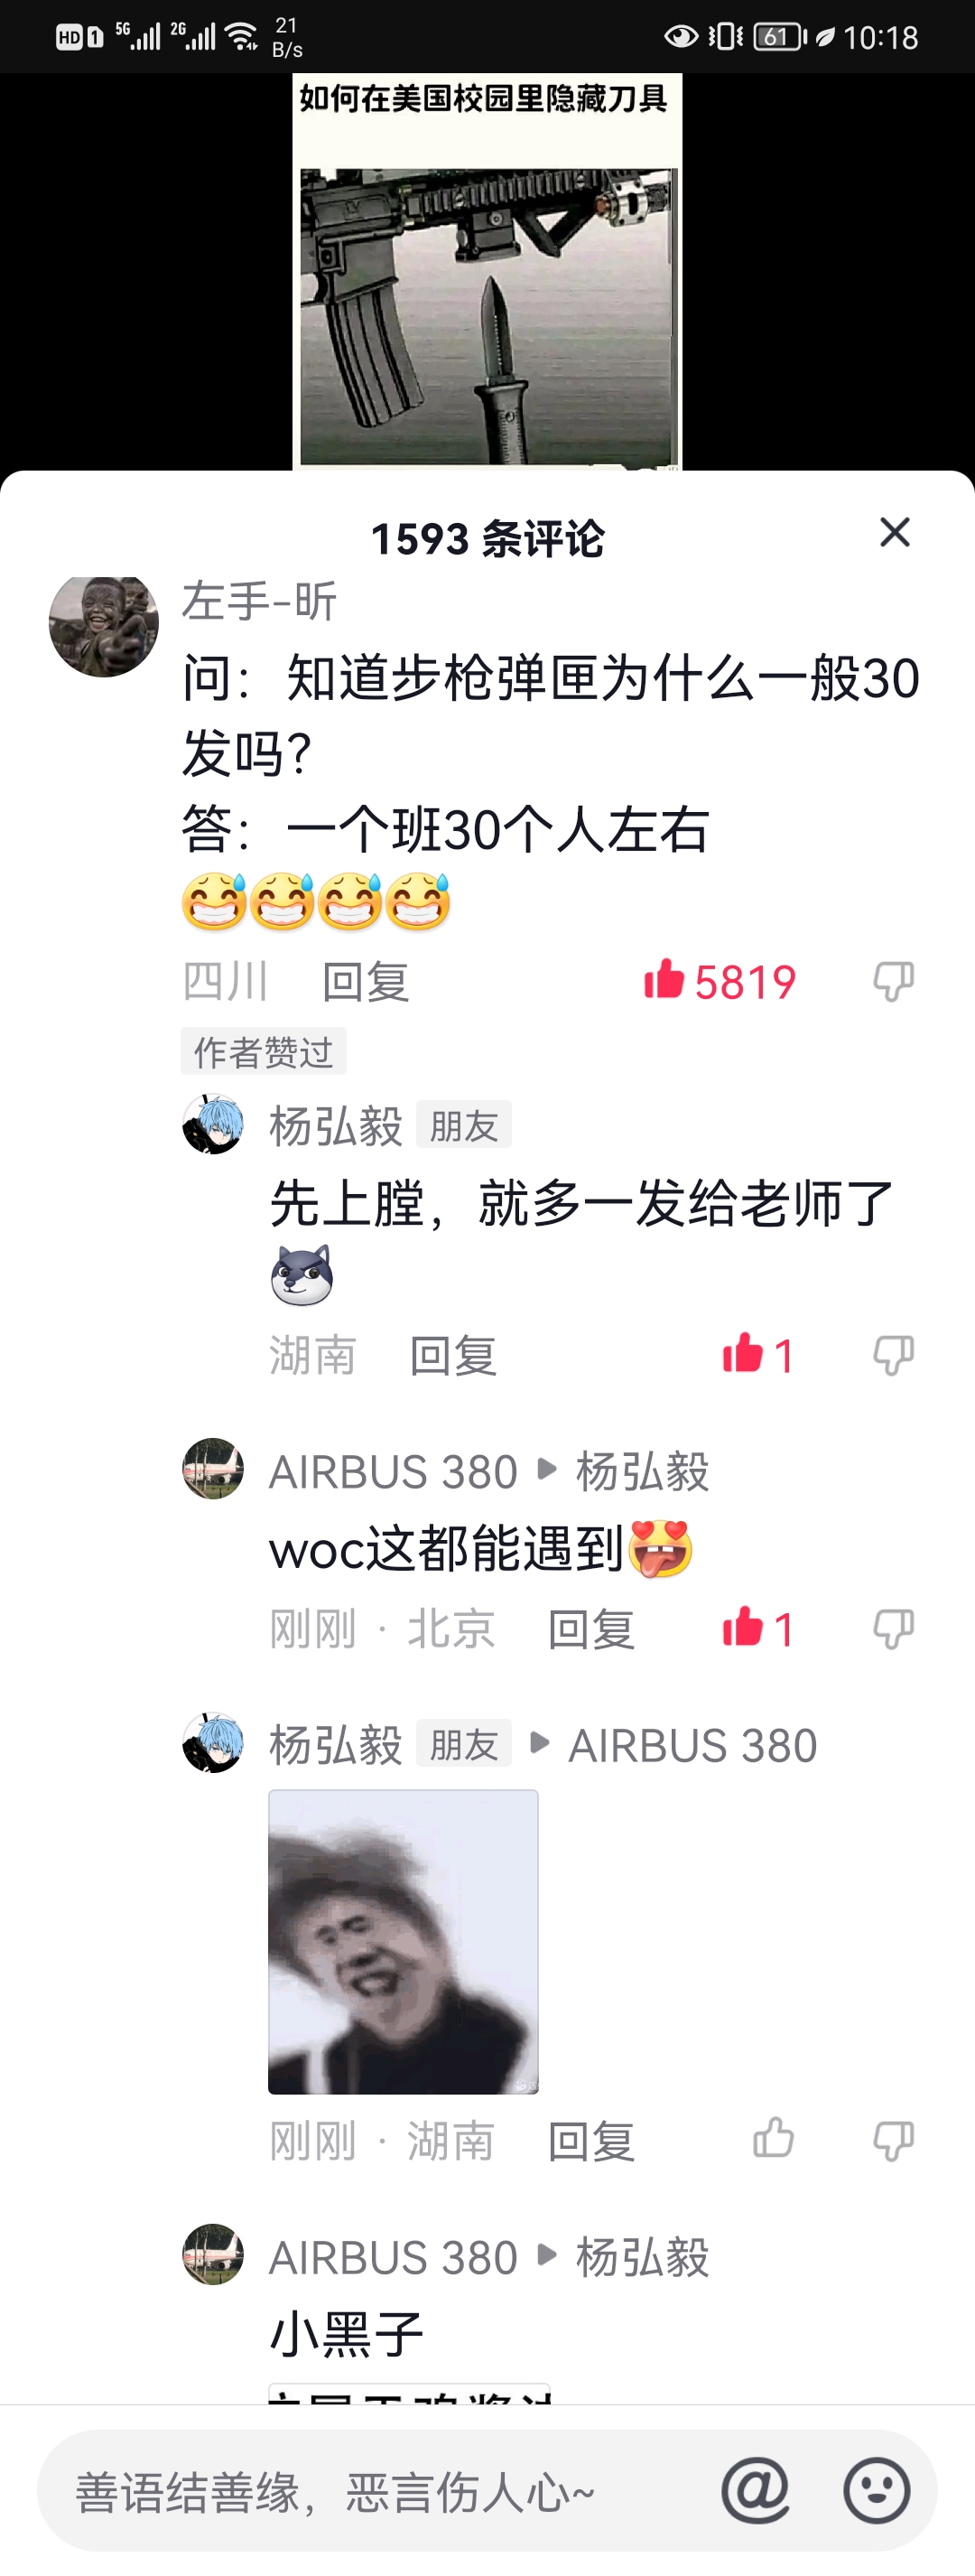 HD 1 5G 2G 21 B/s 61 10:18
如何在美国校园里隐藏刀具
1593 条评论
左手-昕
问：知道步枪弹匣为什么一般30
发吗？
答：一个班30个人左右
四川 回复 5819
作者赞过
杨弘毅 朋友
先上膛，就多一发给老师了
湖南 回复 1
AIRBUS 380 杨弘毅
woc这都能遇到
刚刚 · 北京 回复 1
杨弘毅 朋友 AIRBUS 380
刚刚 · 湖南 回复
AIRBUS 380 杨弘毅
小黑子
善语结善缘，恶言伤人心~
@